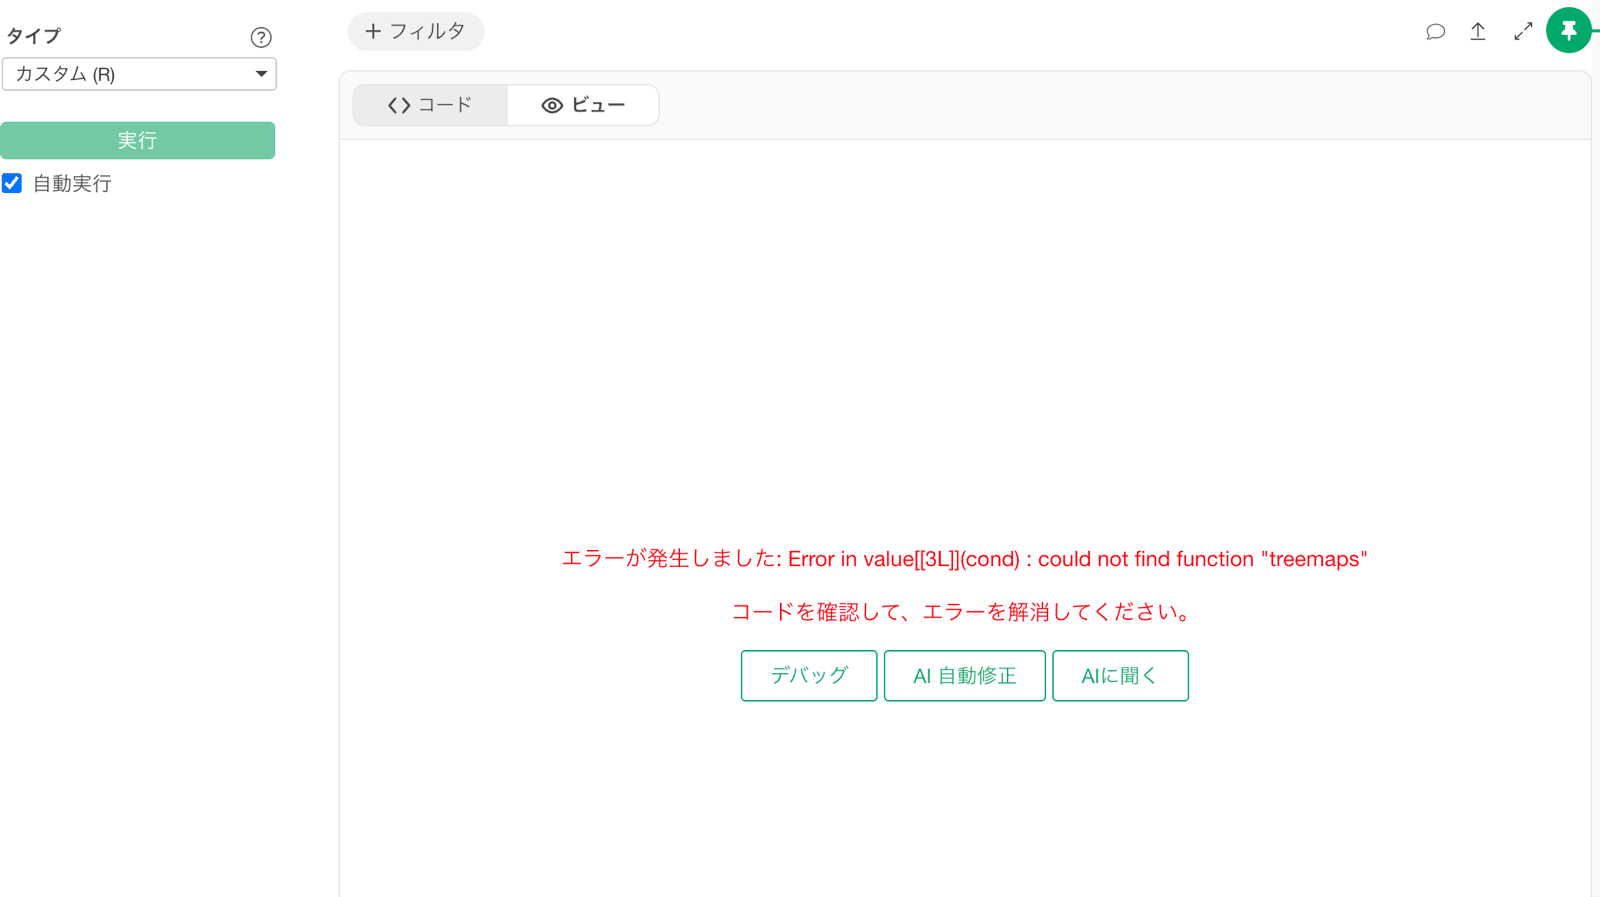 タイプ
カスタム (R)
実行
自動実行
+ フィルタ
コード
ビュー
エラーが発生しました: Error in value[[3L]](cond) : could not find function "treemaps"
コードを確認して、エラーを解消してください。
デバッグ
AI 自動修正
AIに聞く